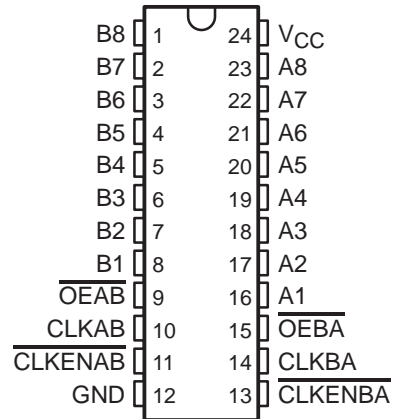 B8 1 24 VCC
B7 2 23 A8
B6 3 22 A7
B5 4 21 A6
B4 5 20 A5
B3 6 19 A4
B2 7 18 A3
B1 8 17 A2
OEAB 9 16 A1
CLKAB 10 15 OEBA
CLKENAB 11 14 CLKBA
GND 12 13 CLKENBA